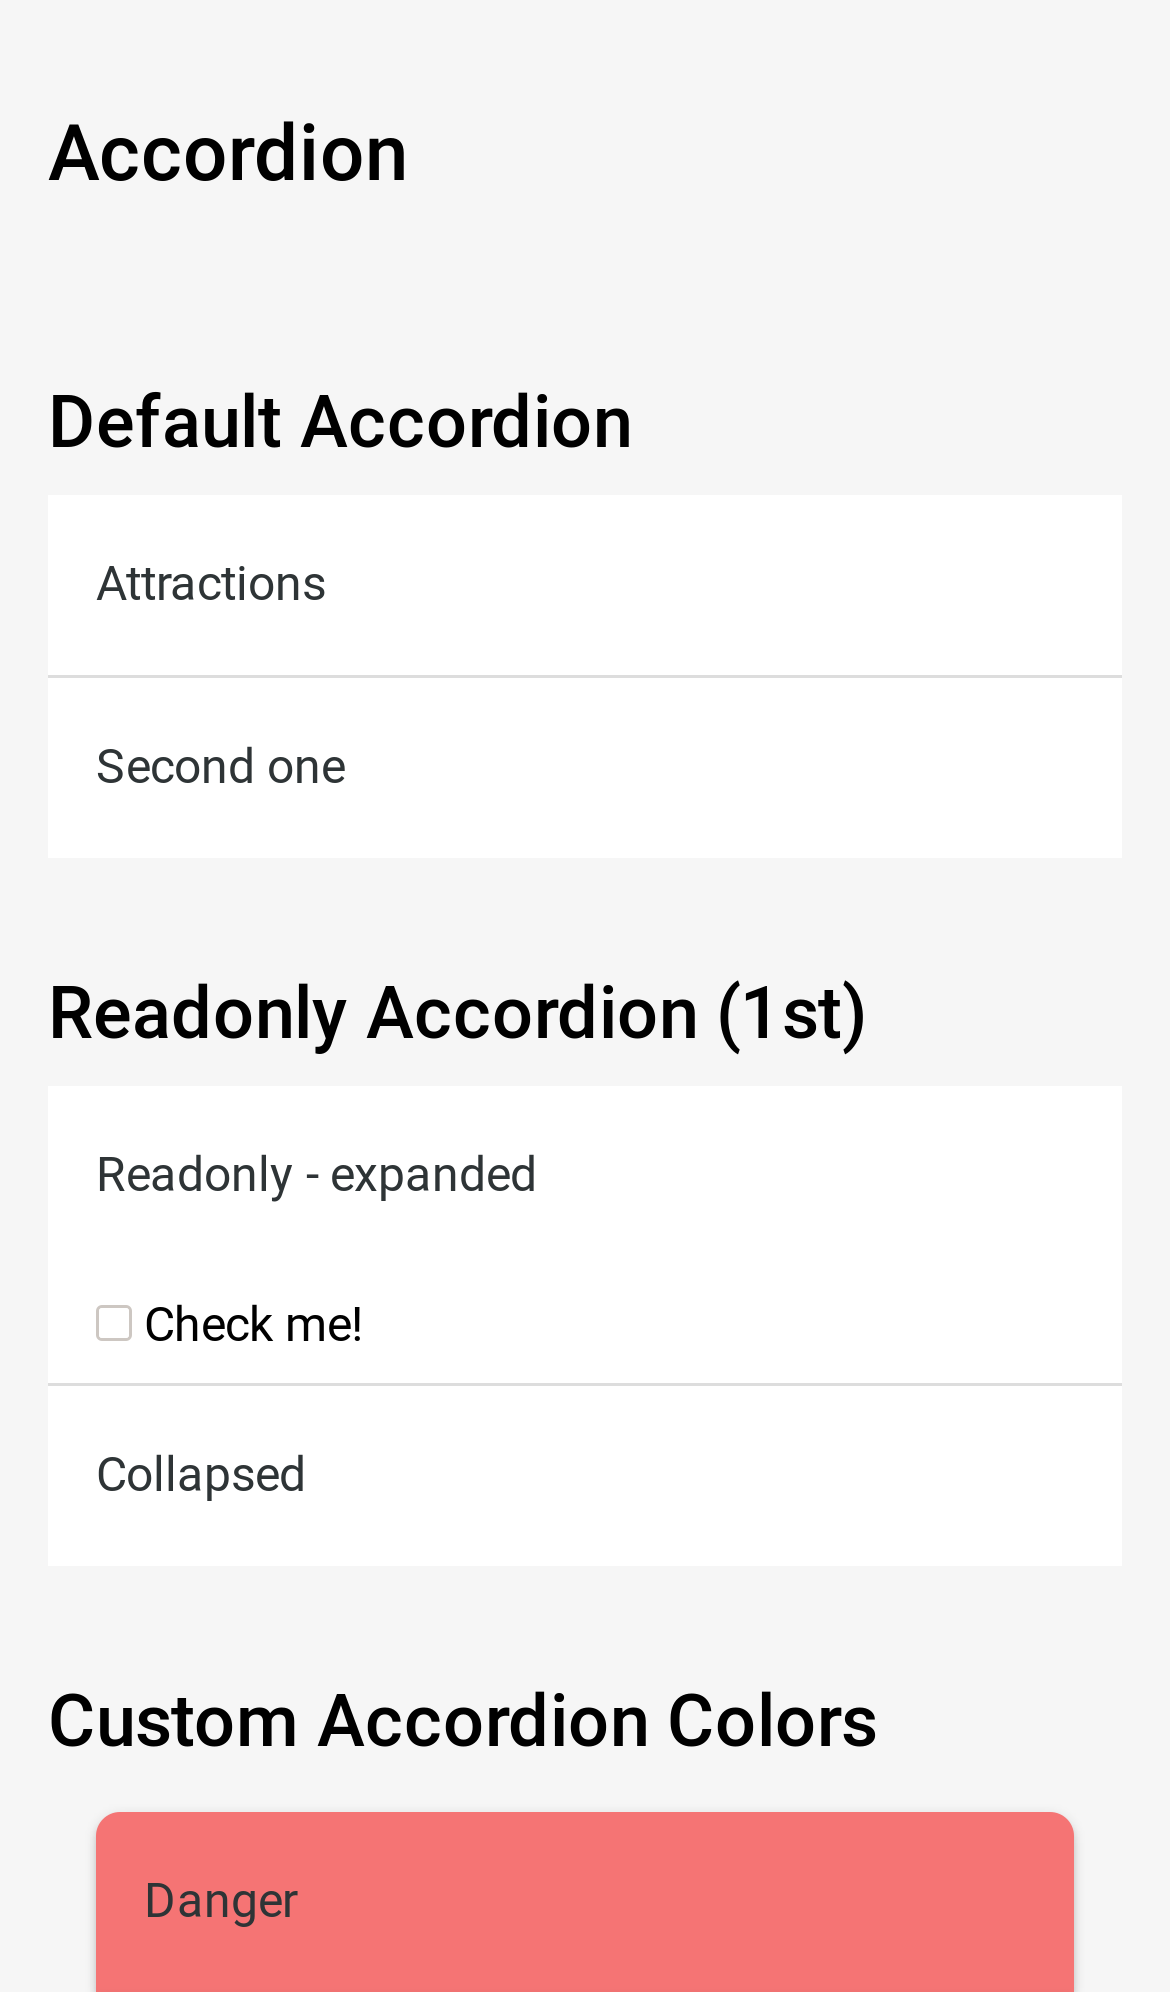 Accordion
Default Accordion
Attractions
Second one
Readonly Accordion (1st)
Readonly - expanded
Check me!
Collapsed
Custom Accordion Colors
Danger